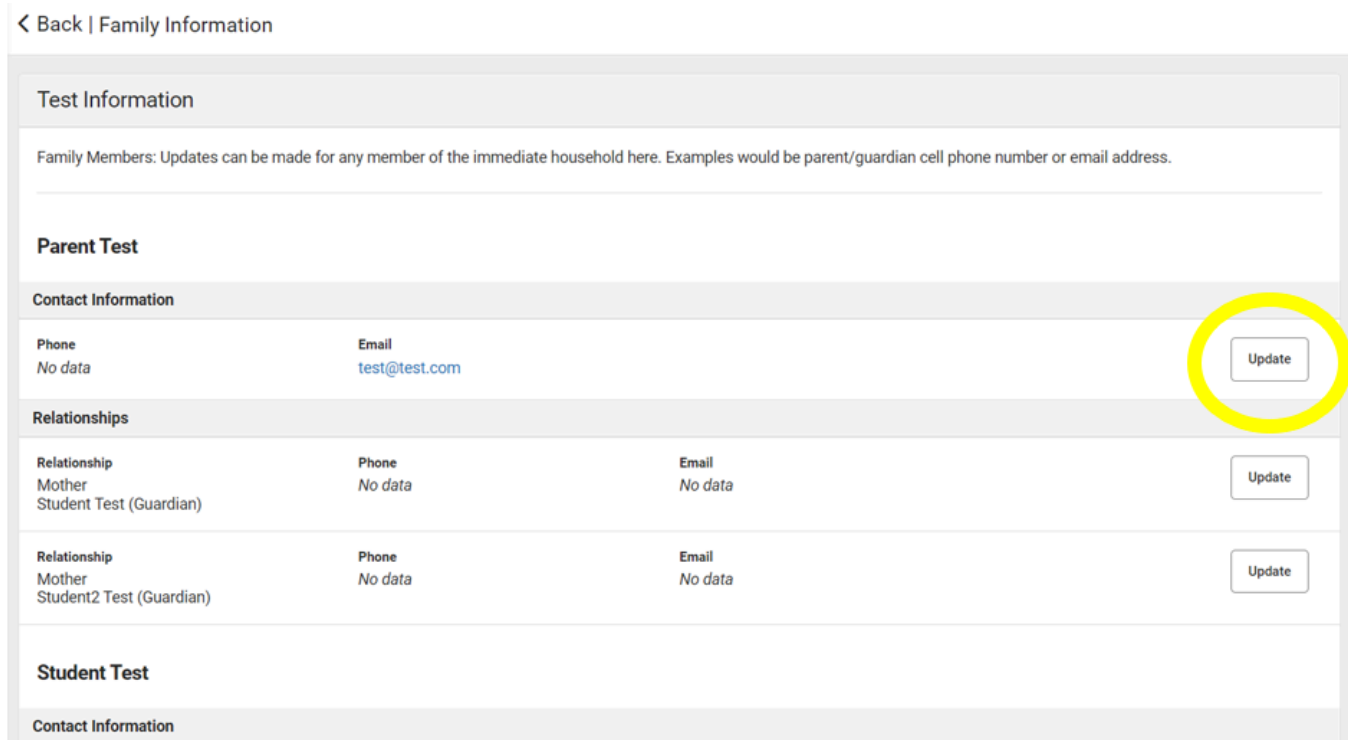 Back | Family Information
Test Information
Family Members: Updates can be made for any member of the immediate household here. Examples would be parent/guardian cell phone number or email address.
Parent Test
Contact Information
Phone Email
No data test@test.com
Update
Relationships
Relationship Phone Email
Mother No data No data
Student Test (Guardian)
Update
Relationship Phone Email
Mother No data No data
Student2 Test (Guardian)
Update
Student Test
Contact Information